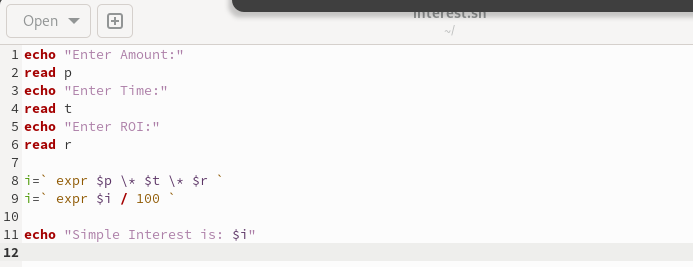 Open
interest.sh
~/
1 echo "Enter Amount:"
2 read p
3 echo "Enter Time:"
4 read t
5 echo "Enter ROI:"
6 read r
7
8 i=` expr $p \* $t \* $r `
9 i=` expr $i / 100 `
10
11 echo "Simple Interest is: $i"
12